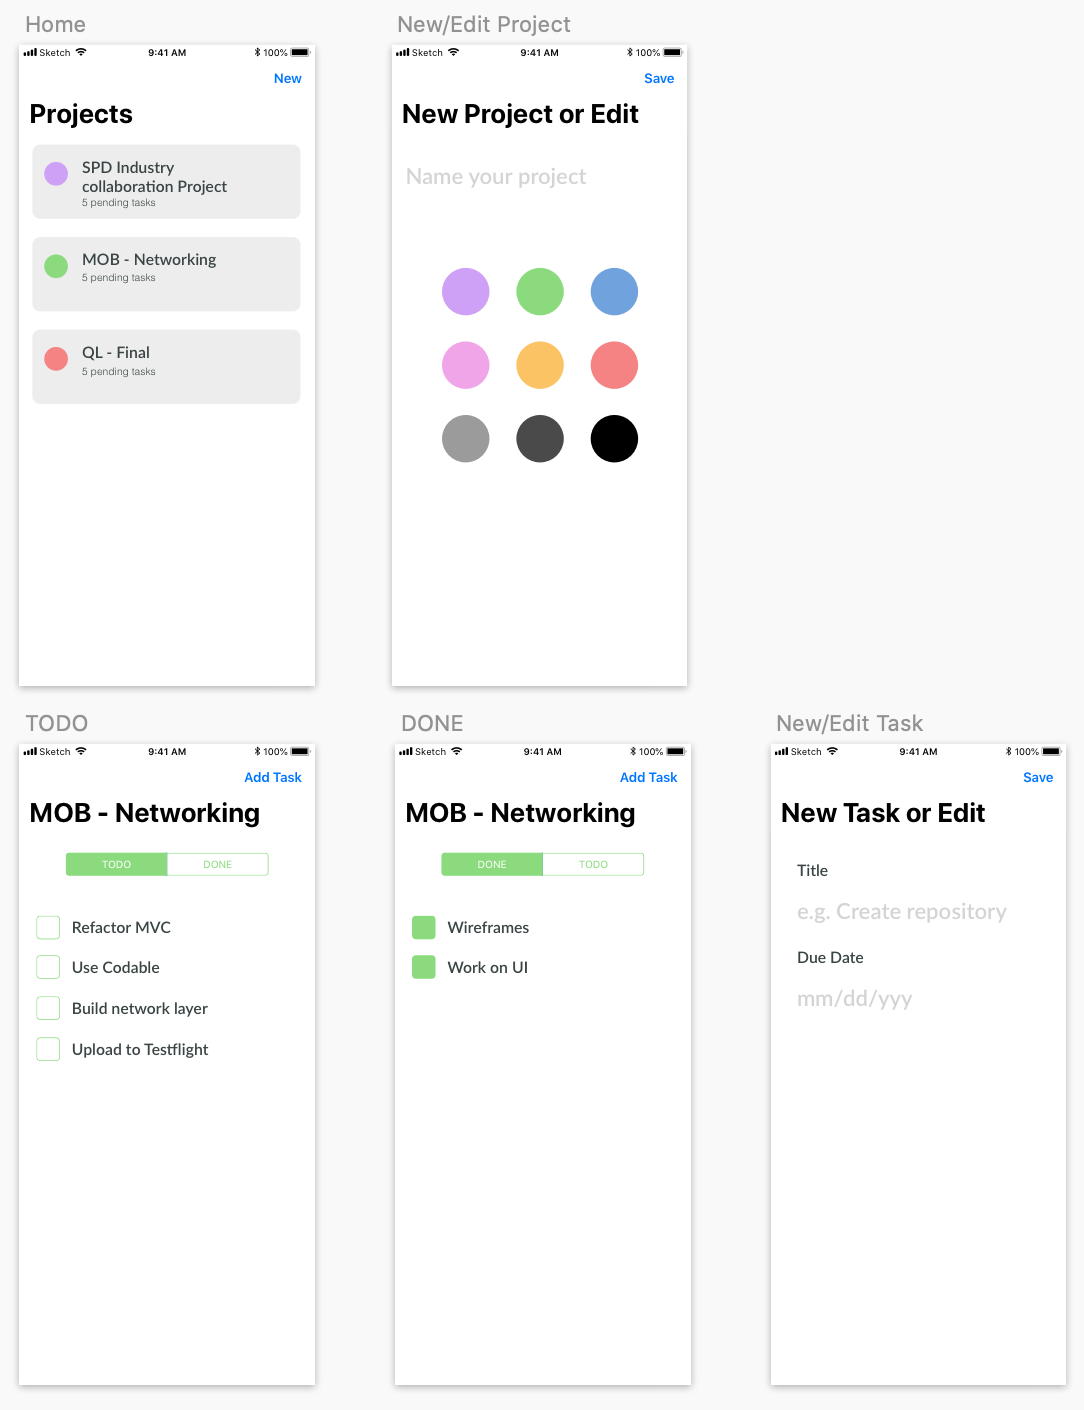 Home
Sketch 9:41 AM 100%
New
Projects
SPD Industry
collaboration Project
5 pending tasks
MOB - Networking
5 pending tasks
QL - Final
5 pending tasks
New/Edit Project
Sketch 9:41 AM 100%
Save
New Project or Edit
Name your project
TODO
Sketch 9:41 AM 100%
Add Task
MOB - Networking
TODO DONE
Refactor MVC
Use Codable
Build network layer
Upload to Testflight
DONE
Sketch 9:41 AM 100%
Add Task
MOB - Networking
DONE TODO
Wireframes
Work on UI
New/Edit Task
Sketch 9:41 AM 100%
Save
New Task or Edit
Title
e.g. Create repository
Due Date
mm/dd/yyy